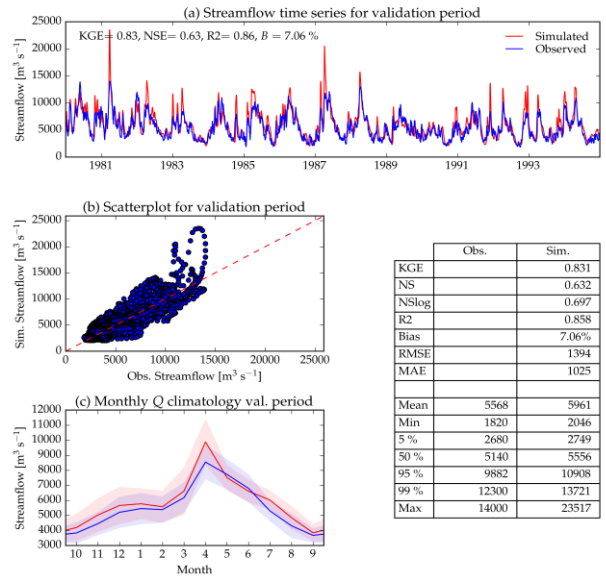 (a) Streamflow time series for validation period
KGE= 0.83, NSE= 0.63, R2= 0.86, B = 7.06 %
Simulated
Observed
Streamflow [m³ s⁻¹]
25000
20000
15000
10000
5000
0
1981 1983 1985 1987 1989 1991 1993
(b) Scatterplot for validation period
Sim. Streamflow [m³ s⁻¹]
25000
20000
15000
10000
5000
0
0 5000 10000 15000 20000 25000
Obs. Streamflow [m³ s⁻¹]
(c) Monthly Q climatology val. period
Streamflow [m³ s⁻¹]
12000
11000
10000
9000
8000
7000
6000
5000
4000
3000
10 11 12 1 2 3 4 5 6 7 8 9
Month
Obs. Sim.
KGE 0.831
NS 0.632
NSlog 0.697
R2 0.858
Bias 7.06%
RMSE 1394
MAE 1025
Mean 5568 5961
Min 1820 2046
5 % 2680 2749
50 % 5140 5556
95 % 9882 10908
99 % 12300 13721
Max 14000 23517